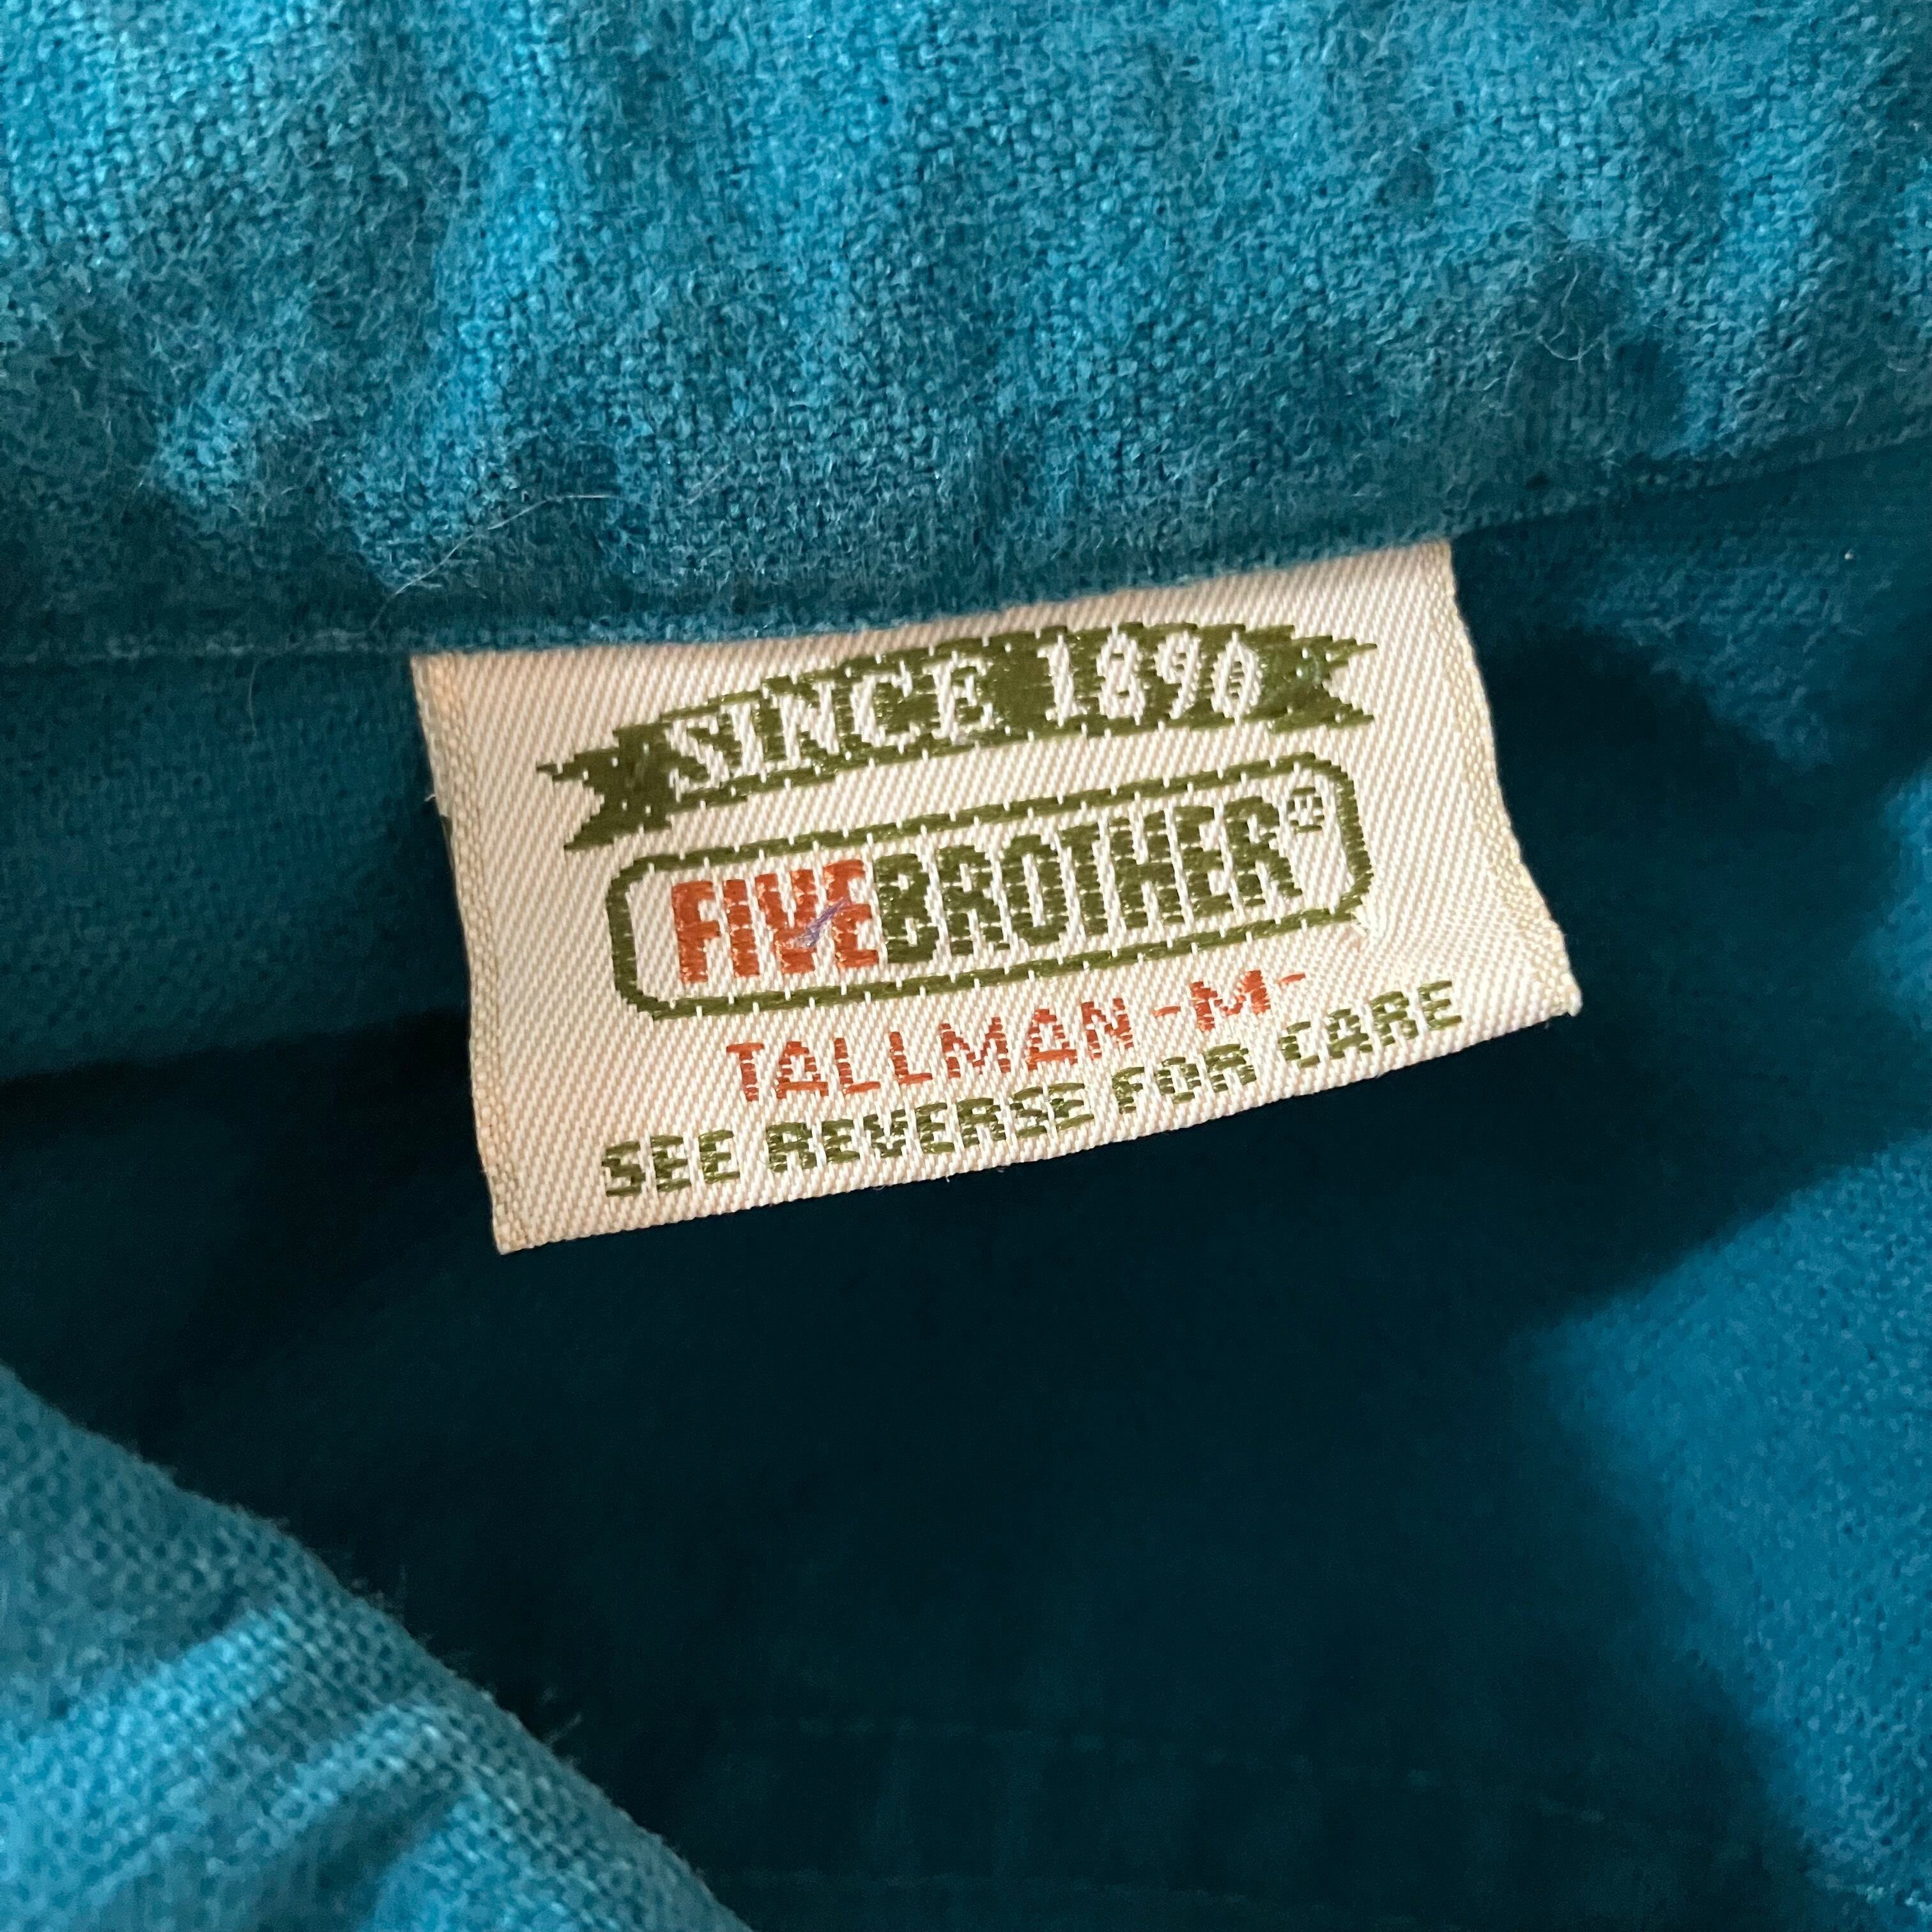 SINCE 1890
FIVEBROTHER®
TALLMAN -M-
SEE REVERSE FOR CARE